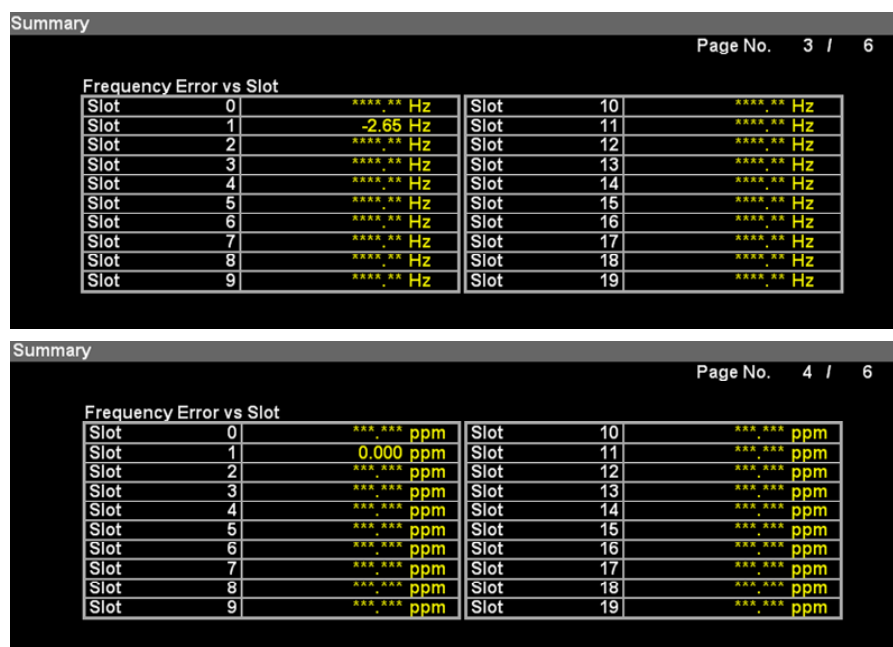 Summary
Page No. 3 / 6
Frequency Error vs Slot
Slot 0 ****.** Hz Slot 10 ****.** Hz
Slot 1 -2.65 Hz Slot 11 ****.** Hz
Slot 2 ****.** Hz Slot 12 ****.** Hz
Slot 3 ****.** Hz Slot 13 ****.** Hz
Slot 4 ****.** Hz Slot 14 ****.** Hz
Slot 5 ****.** Hz Slot 15 ****.** Hz
Slot 6 ****.** Hz Slot 16 ****.** Hz
Slot 7 ****.** Hz Slot 17 ****.** Hz
Slot 8 ****.** Hz Slot 18 ****.** Hz
Slot 9 ****.** Hz Slot 19 ****.** Hz
Summary
Page No. 4 / 6
Frequency Error vs Slot
Slot 0 ***.*** ppm Slot 10 ***.*** ppm
Slot 1 0.000 ppm Slot 11 ***.*** ppm
Slot 2 ***.*** ppm Slot 12 ***.*** ppm
Slot 3 ***.*** ppm Slot 13 ***.*** ppm
Slot 4 ***.*** ppm Slot 14 ***.*** ppm
Slot 5 ***.*** ppm Slot 15 ***.*** ppm
Slot 6 ***.*** ppm Slot 16 ***.*** ppm
Slot 7 ***.*** ppm Slot 17 ***.*** ppm
Slot 8 ***.*** ppm Slot 18 ***.*** ppm
Slot 9 ***.*** ppm Slot 19 ***.*** ppm